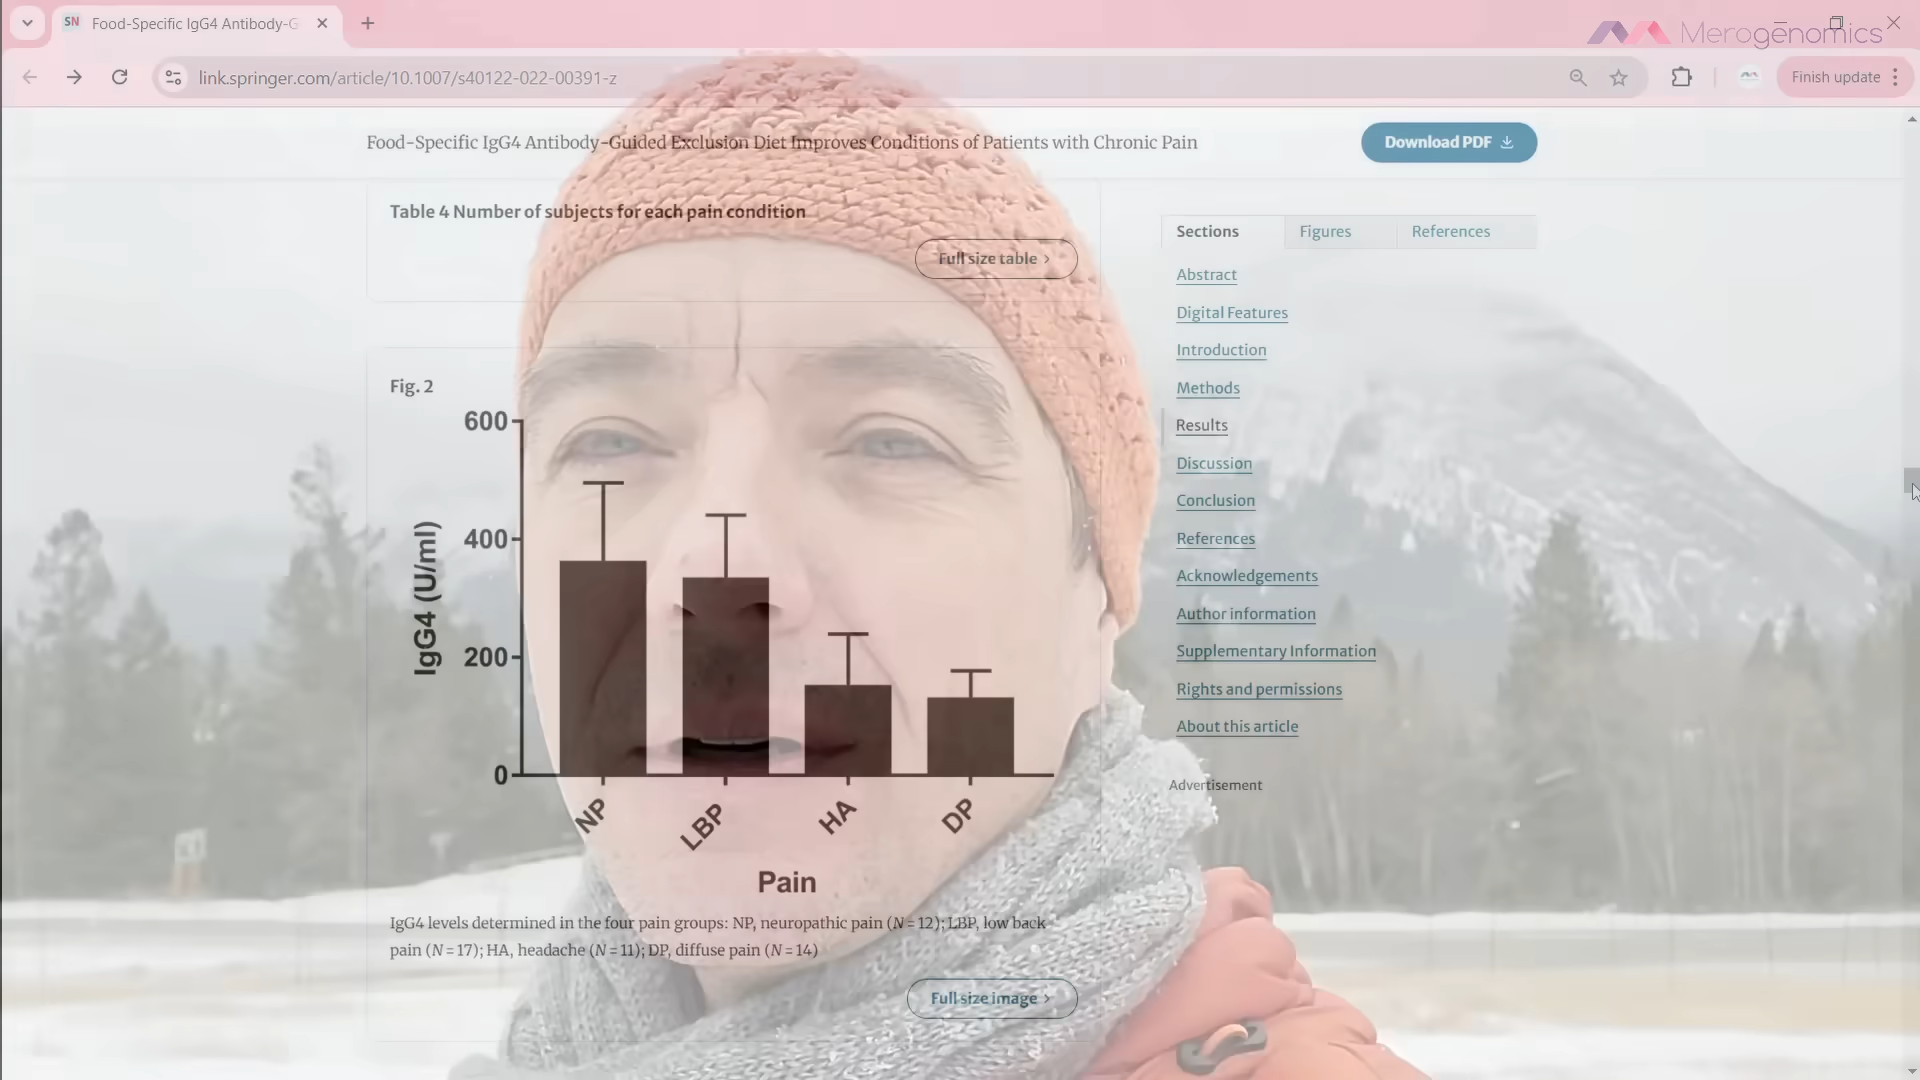 SN Food-Specific IgG4 Antibody-G
Merogenomics
link.springer.com/article/10.1007/s40122-022-00391-z
Finish update
Food-Specific IgG4 Antibody-Guided Exclusion Diet Improves Conditions of Patients with Chronic Pain
Download PDF
Table 4 Number of subjects for each pain condition
Full size table
Sections Figures References
Abstract
Digital Features
Introduction
Methods
Results
Discussion
Conclusion
References
Acknowledgements
Author information
Supplementary Information
Rights and permissions
About this article
Advertisement
Fig. 2
IgG4 (U/ml)
600
400
200
0
NP LBP HA DP
Pain
IgG4 levels determined in the four pain groups: NP, neuropathic pain (N = 12); LBP, low back
pain (N = 17); HA, headache (N = 11); DP, diffuse pain (N = 14)
Full size image